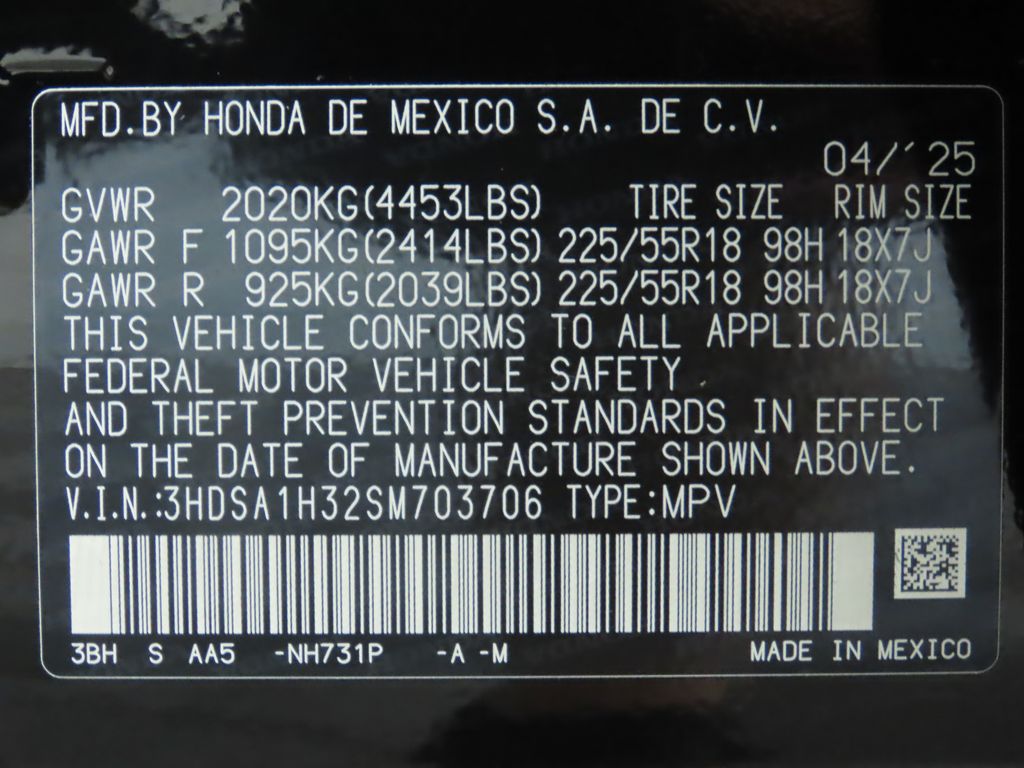 MFD.BY HONDA DE MEXICO S.A. DE C.V.
04/´25
GVWR 2020KG(4453LBS) TIRE SIZE RIM SIZE
GAWR F 1095KG(2414LBS) 225/55R18 98H 18X7J
GAWR R 925KG(2039LBS) 225/55R18 98H 18X7J
THIS VEHICLE CONFORMS TO ALL APPLICABLE
FEDERAL MOTOR VEHICLE SAFETY
AND THEFT PREVENTION STANDARDS IN EFFECT
ON THE DATE OF MANUFACTURE SHOWN ABOVE.
V.I.N.:3HDSA1H32SM703706 TYPE:MPV
3BH S AA5 -NH731P -A -M MADE IN MEXICO